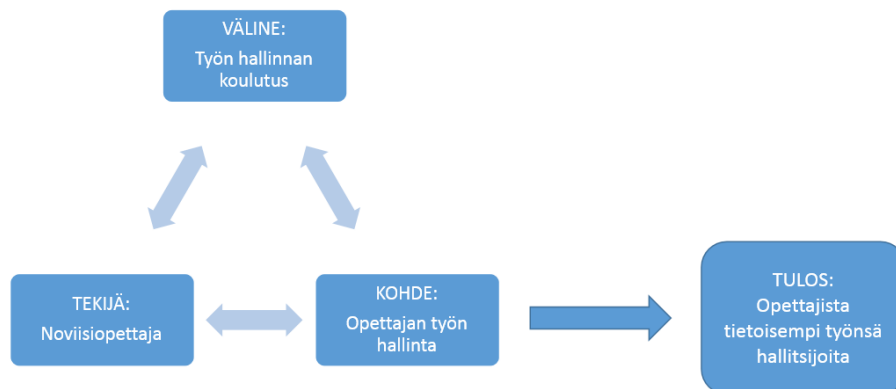 VÄLINE:
Työn hallinnan
koulutus
TEKIJÄ:
Noviisiopettaja
KOHDE:
Opettajan työn
hallinta
TULOS:
Opettajista
tietoisempi työnsä
hallitsijoita